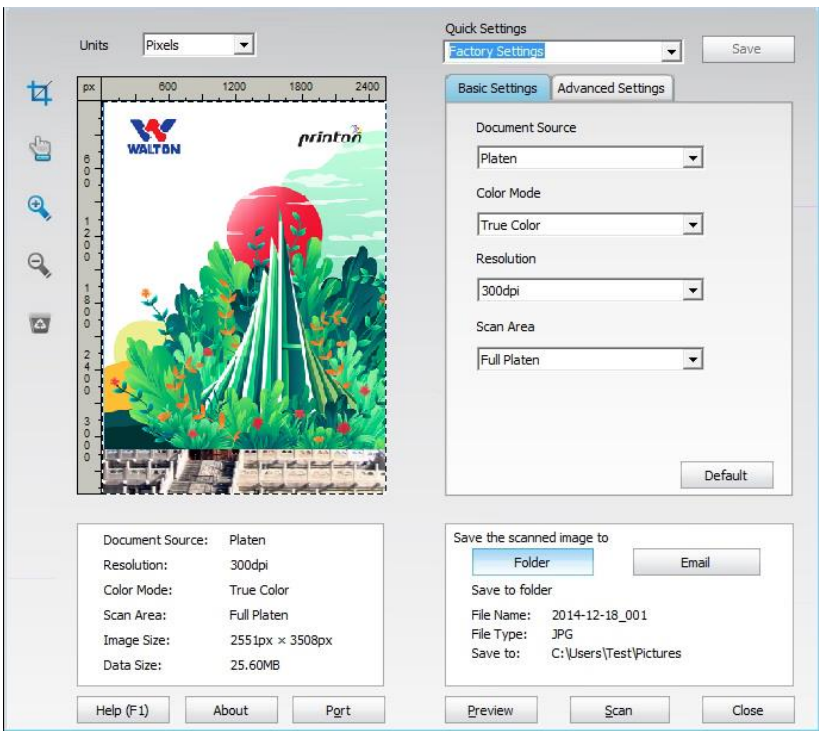 Quick Settings
Units Pixels
Factory Settings Save
px 600 1200 1800 2400
Basic Settings Advanced Settings
WALTON
printon
Document Source
Platen
Color Mode
True Color
Resolution
300dpi
Scan Area
Full Platen
600
1200
1800
2400
3000
Default
Document Source: Platen
Resolution: 300dpi
Color Mode: True Color
Scan Area: Full Platen
Image Size: 2551px × 3508px
Data Size: 25.60MB
Save the scanned image to
Folder Email
Save to folder
File Name: 2014-12-18_001
File Type: JPG
Save to: C:\Users\Test\Pictures
Help (F1) About Port
Preview Scan Close